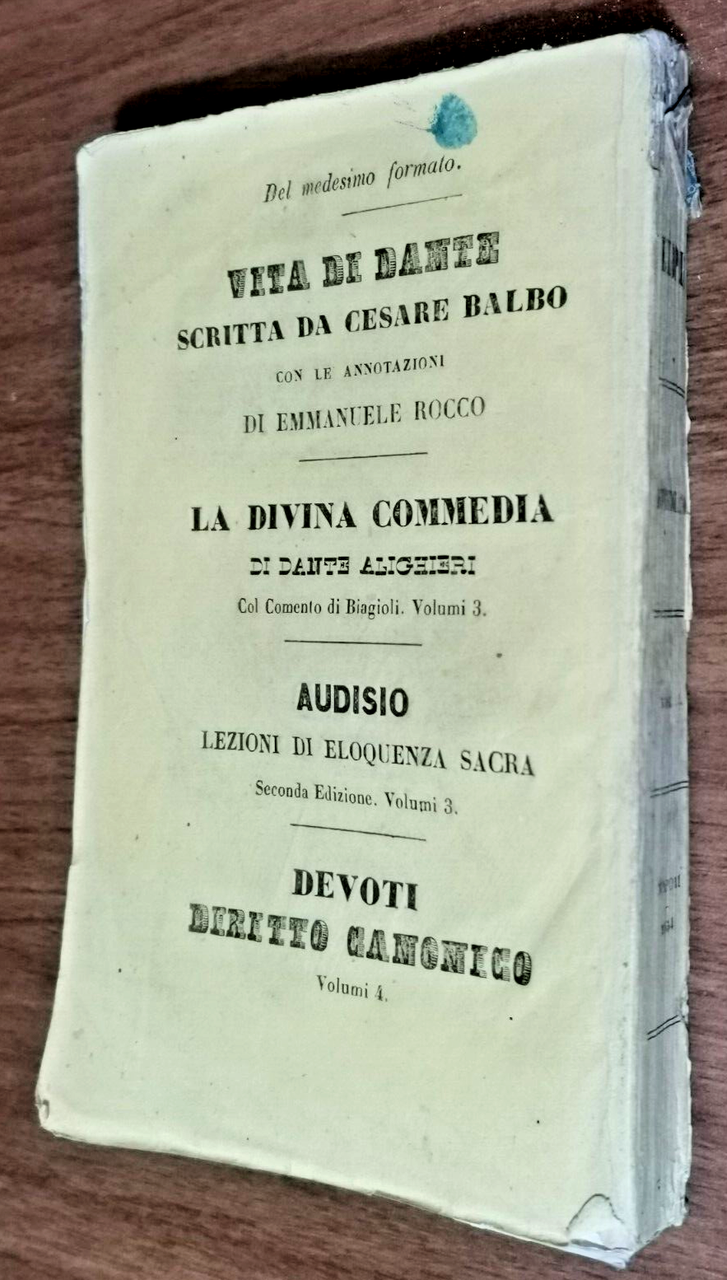 Del medesimo formato.
VITA DI DANTE
SCRITTA DA CESARE BALBO
CON LE ANNOTAZIONI
DI EMMANUELE ROCCO
LA DIVINA COMMEDIA
DI DANTE ALIGHIERI
Col Comento di Biagioli. Volumi 3.
AUDISIO
LEZIONI DI ELOQUENZA SACRA
Seconda Edizione. Volumi 3.
DEVOTI
DIRITTO CANONICO
Volumi 4.